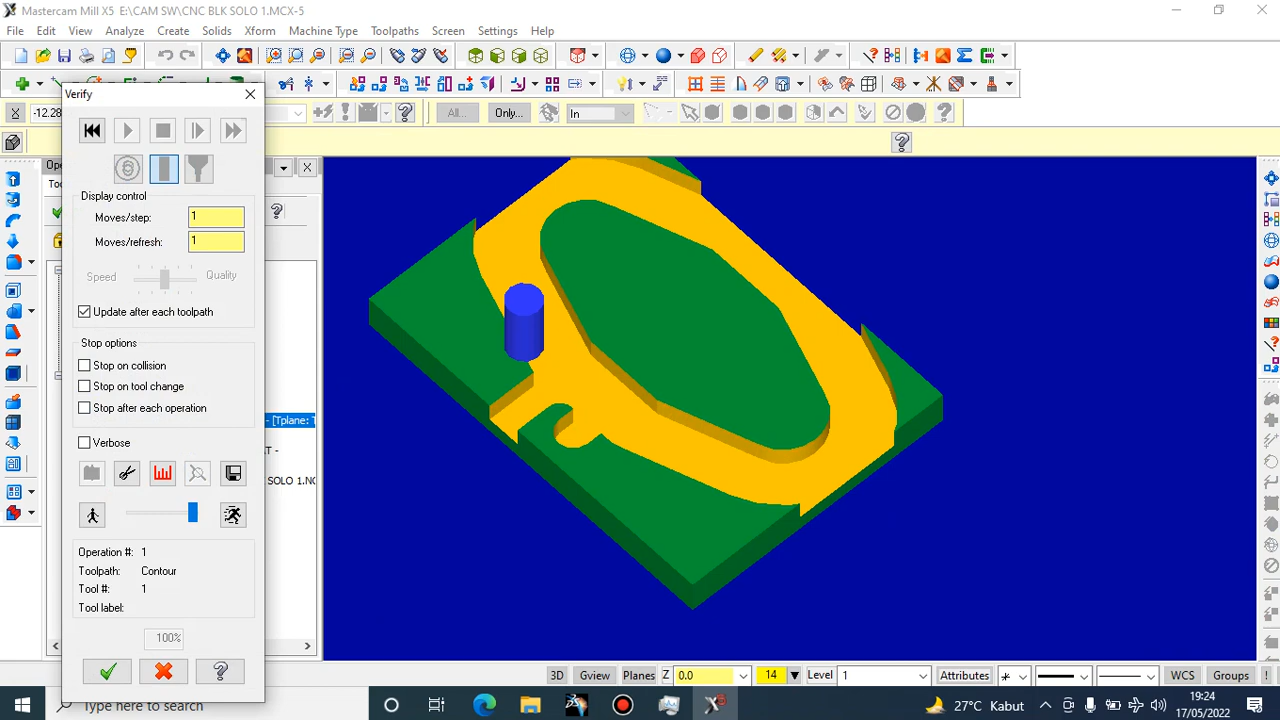 Mastercam Mill X5 E:\CAM SW\CNC BLK SOLO 1.MCX-5
File Edit View Analyze Create Solids Xform Machine Type Toolpaths Screen Settings Help
Verify
-12.28
All... Only... In
Ope
Too
Display control
Moves/step: 1
Moves/refresh: 1
Speed Quality
Update after each toolpath
Stop options
Stop on collision
Stop on tool change
Stop after each operation
- [Tplane: T
Verbose
AT -
SOLO 1.NC
Operation #: 1
Toolpath: Contour
Tool #: 1
Tool label:
100%
3D Gview Planes Z 0.0 14 Level 1 Attributes WCS Groups
Type here to search
27°C Kabut
19:24
17/05/2022